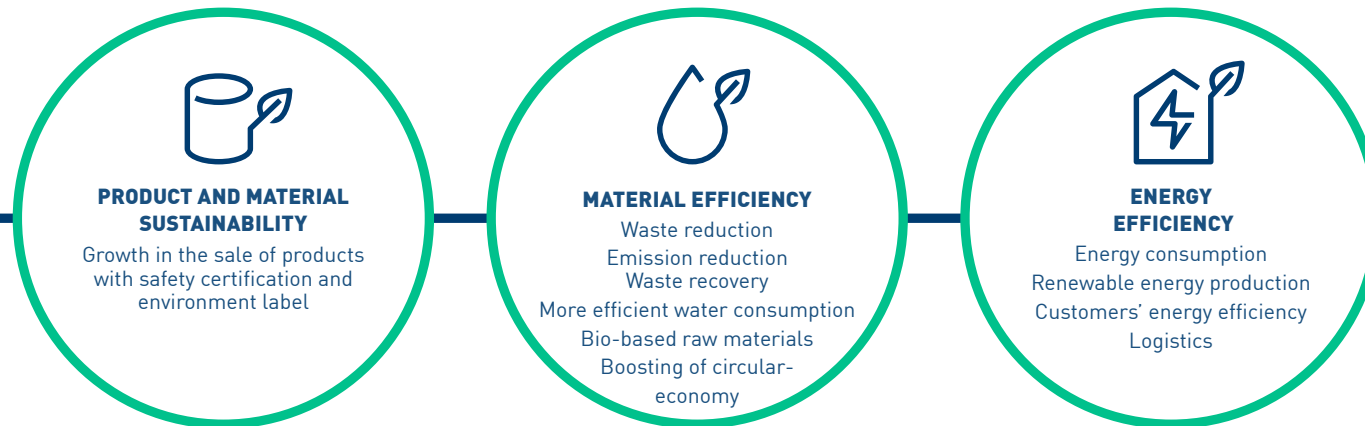 PRODUCT AND MATERIAL
SUSTAINABILITY
Growth in the sale of products
with safety certification and
environment label
MATERIAL EFFICIENCY
Waste reduction
Emission reduction
Waste recovery
More efficient water consumption
Bio-based raw materials
Boosting of circular-
economy
ENERGY
EFFICIENCY
Energy consumption
Renewable energy production
Customers’ energy efficiency
Logistics